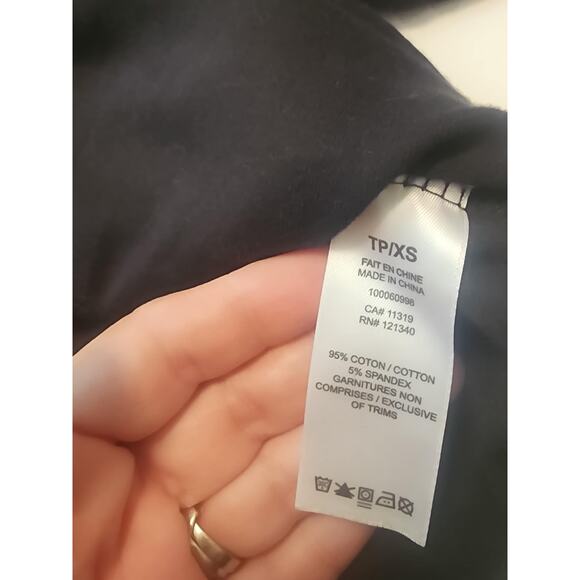 TP/XS
FAIT EN CHINE
MADE IN CHINA
100060998
CA# 11319
RN# 121340
95% COTON / COTTON
5% SPANDEX
GARNITURES NON
COMPRISES / EXCLUSIVE
OF TRIMS